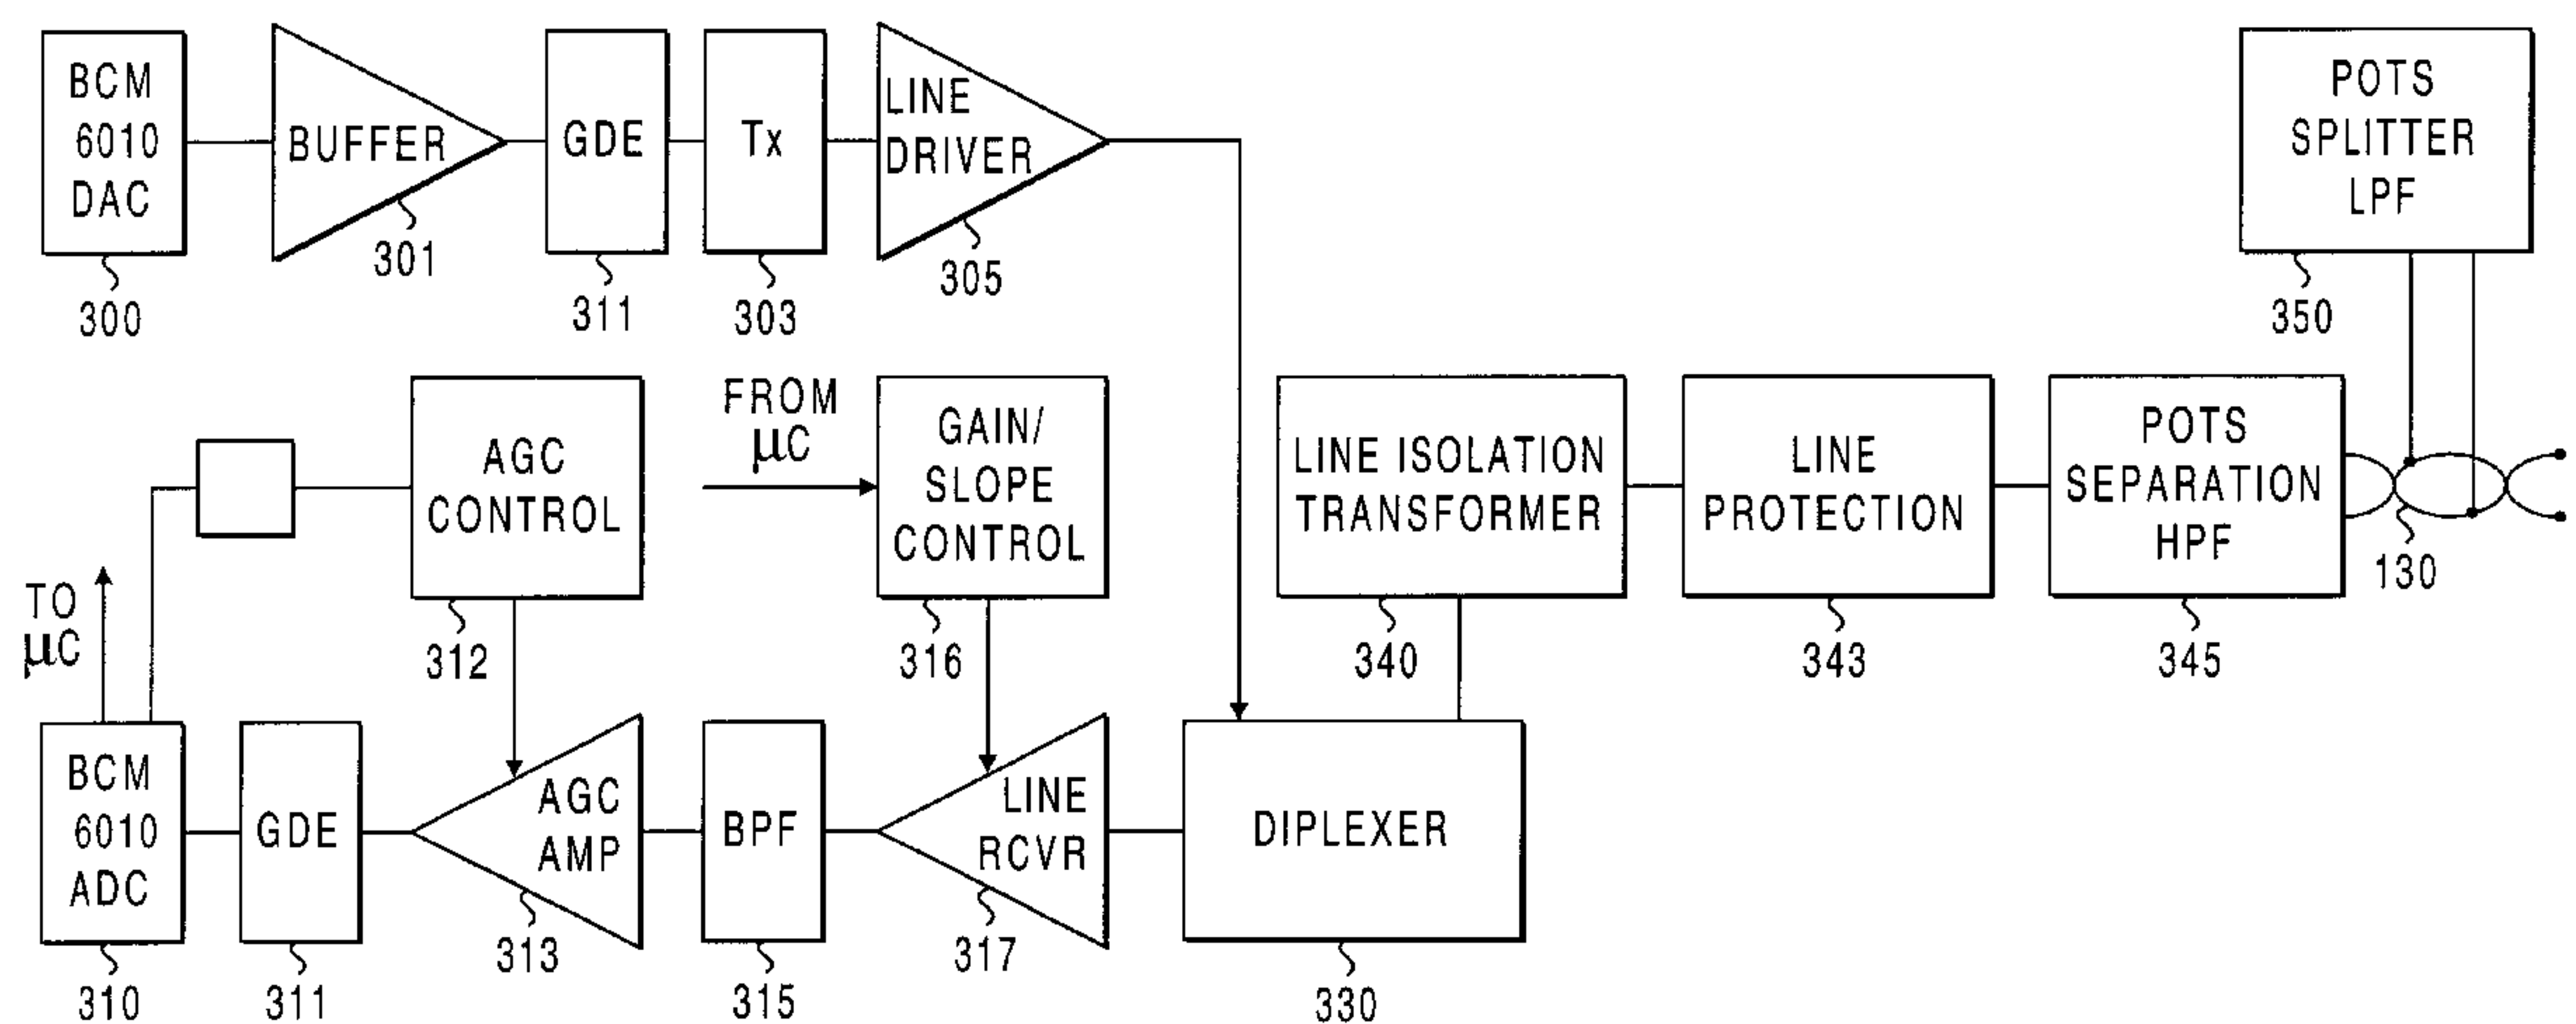 BCM
6010
DAC
300
BUFFER
301
GDE
311
Tx
303
LINE
DRIVER
305
POTS
SPLITTER
LPF
350
AGC
CONTROL
312
FROM
µC
GAIN/
SLOPE
CONTROL
316
LINE ISOLATION
TRANSFORMER
340
LINE
PROTECTION
343
POTS
SEPARATION
HPF
345
130
TO
µC
BCM
6010
ADC
310
GDE
311
AGC
AMP
313
BPF
315
LINE
RCVR
317
DIPLEXER
330